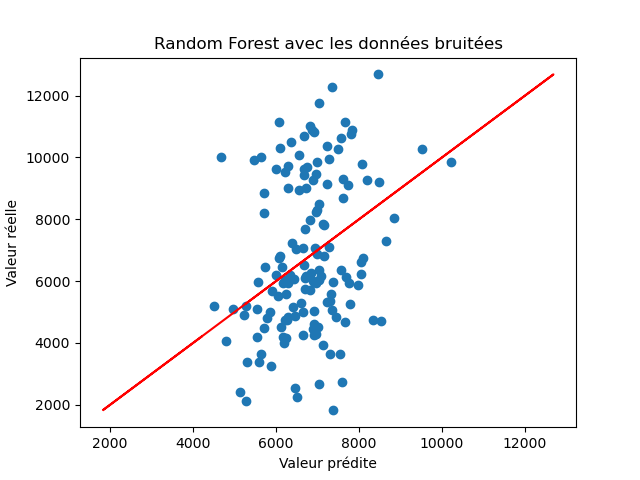 Random Forest avec les données bruitées
12000
10000
8000
6000
4000
2000
Valeur réelle
2000 4000 6000 8000 10000 12000
Valeur prédite